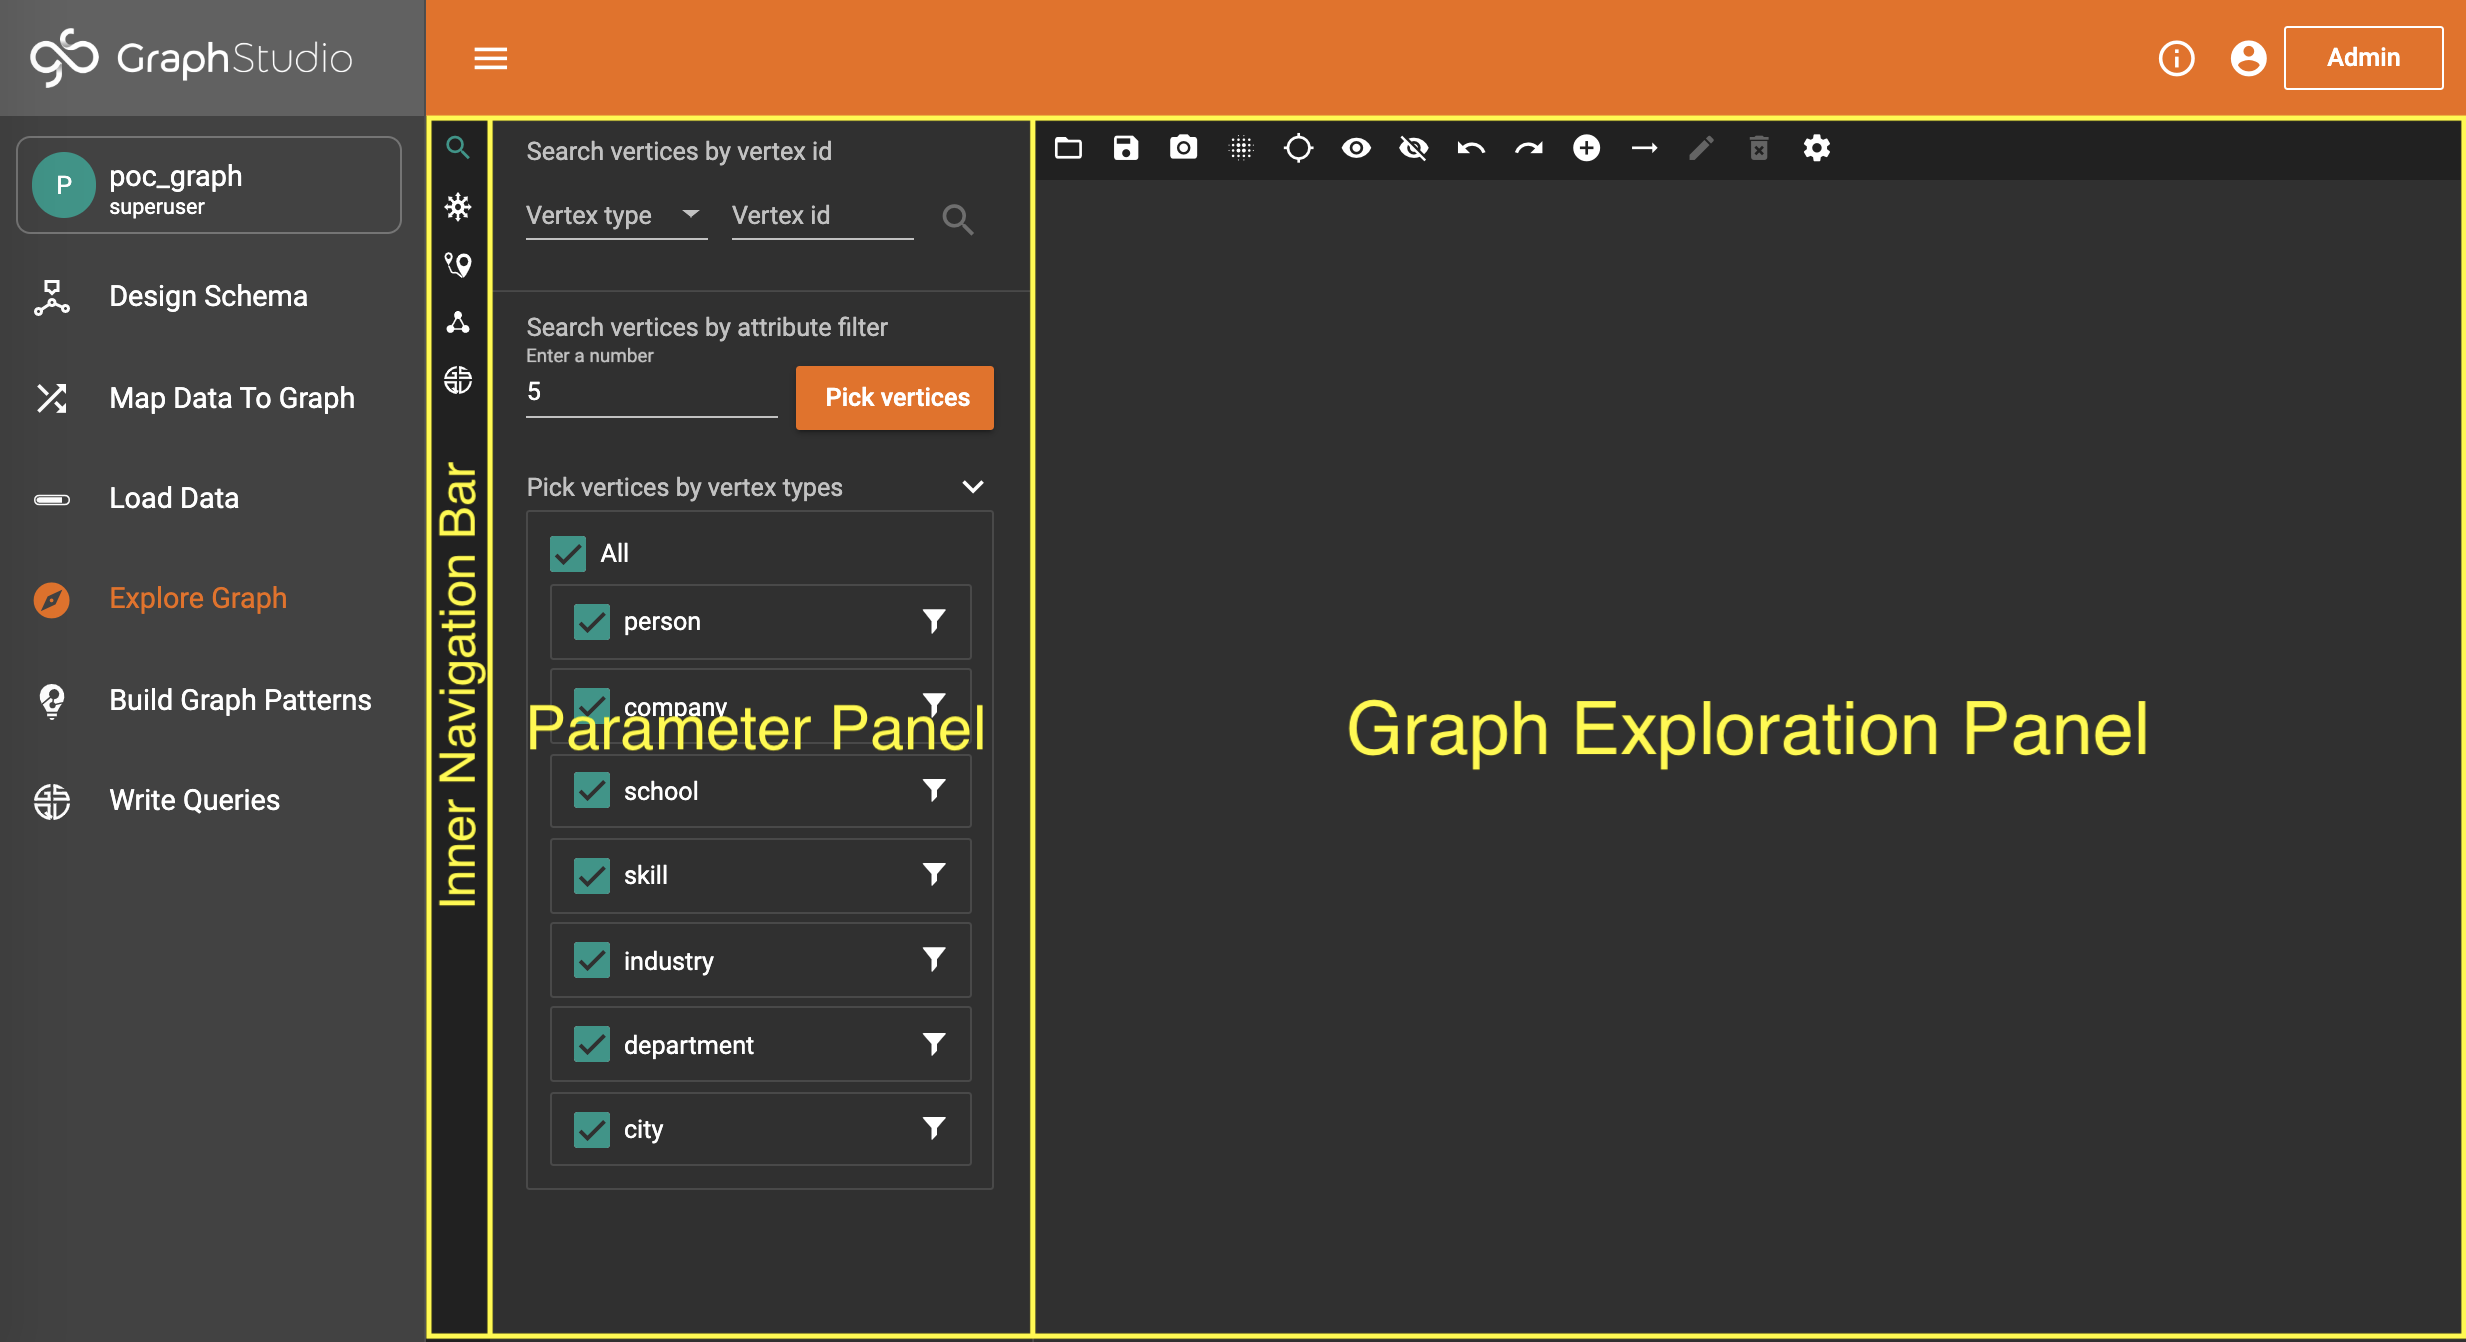 GraphStudio
Admin
P
poc_graph
superuser
Design Schema
Map Data To Graph
Load Data
Explore Graph
Build Graph Patterns
Write Queries
Inner Navigation Bar
Search vertices by vertex id
Vertex type
Vertex id
Search vertices by attribute filter
Enter a number
5
Pick vertices
Pick vertices by vertex types
All
person
company
Parameter Panel
school
skill
industry
department
city
Graph Exploration Panel